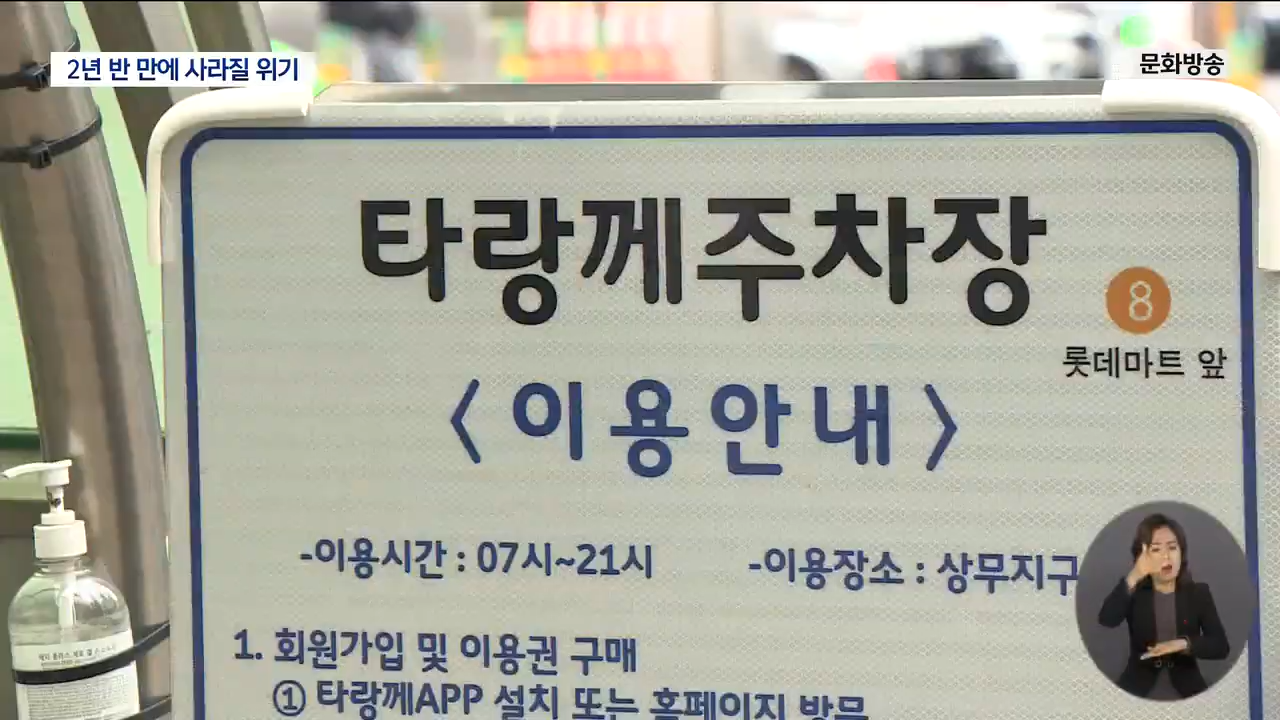 2년 반 만에 사라질 위기
문화방송
타랑께주차장
8
롯데마트 앞
〈이용안내〉
-이용시간 : 07시~21시
-이용장소 : 상무지구
1. 회원가입 및 이용권 구매
① 타랑께APP 설치 또는 홈페이지 방문